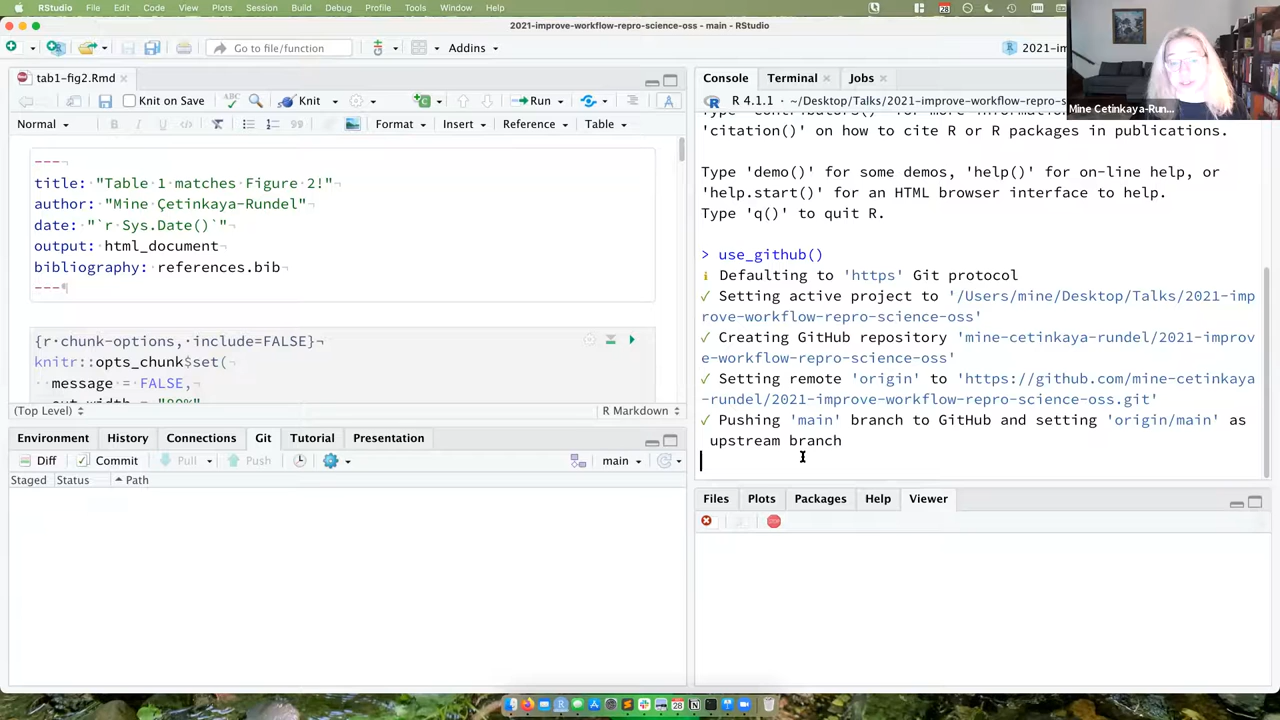 RStudio File Edit Code View Plots Session Build Debug Profile Tools Window Help
2021-improve-workflow-repro-science-oss - main - RStudio
Go to file/function
Addins
2021-im
tab1-fig2.Rmd
Knit on Save
ABC
Knit
Run
Normal
B
I
Format
Insert
Reference
Table
---¬
title: "Table 1 matches Figure 2!"¬
author: "Mine Çetinkaya-Rundel"¬
date: "`r Sys.Date()`"¬
output: html_document¬
bibliography: references.bib¬
---¶
{r·chunk-options,·include=FALSE}¬
knitr::opts_chunk$set(¬
··message = FALSE,¬
out.width = "80%"
(Top Level)
R Markdown
Environment
History
Connections
Git
Tutorial
Presentation
Diff
Commit
Pull
Push
main
Staged
Status
Path
Console
Terminal
Jobs
R 4.1.1 · ~/Desktop/Talks/2021-improve-workflow-repro-s
'citation()' on how to cite R or R packages in publications.
Type 'demo()' for some demos, 'help()' for on-line help, or
'help.start()' for an HTML browser interface to help.
Type 'q()' to quit R.
> use_github()
i Defaulting to 'https' Git protocol
✓ Setting active project to '/Users/mine/Desktop/Talks/2021-imp
rove-workflow-repro-science-oss'
✓ Creating GitHub repository 'mine-cetinkaya-rundel/2021-improv
e-workflow-repro-science-oss'
✓ Setting remote 'origin' to 'https://github.com/mine-cetinkaya
-rundel/2021-improve-workflow-repro-science-oss.git'
✓ Pushing 'main' branch to GitHub and setting 'origin/main' as
upstream branch
Files
Plots
Packages
Help
Viewer
Mine Cetinkaya-Run...